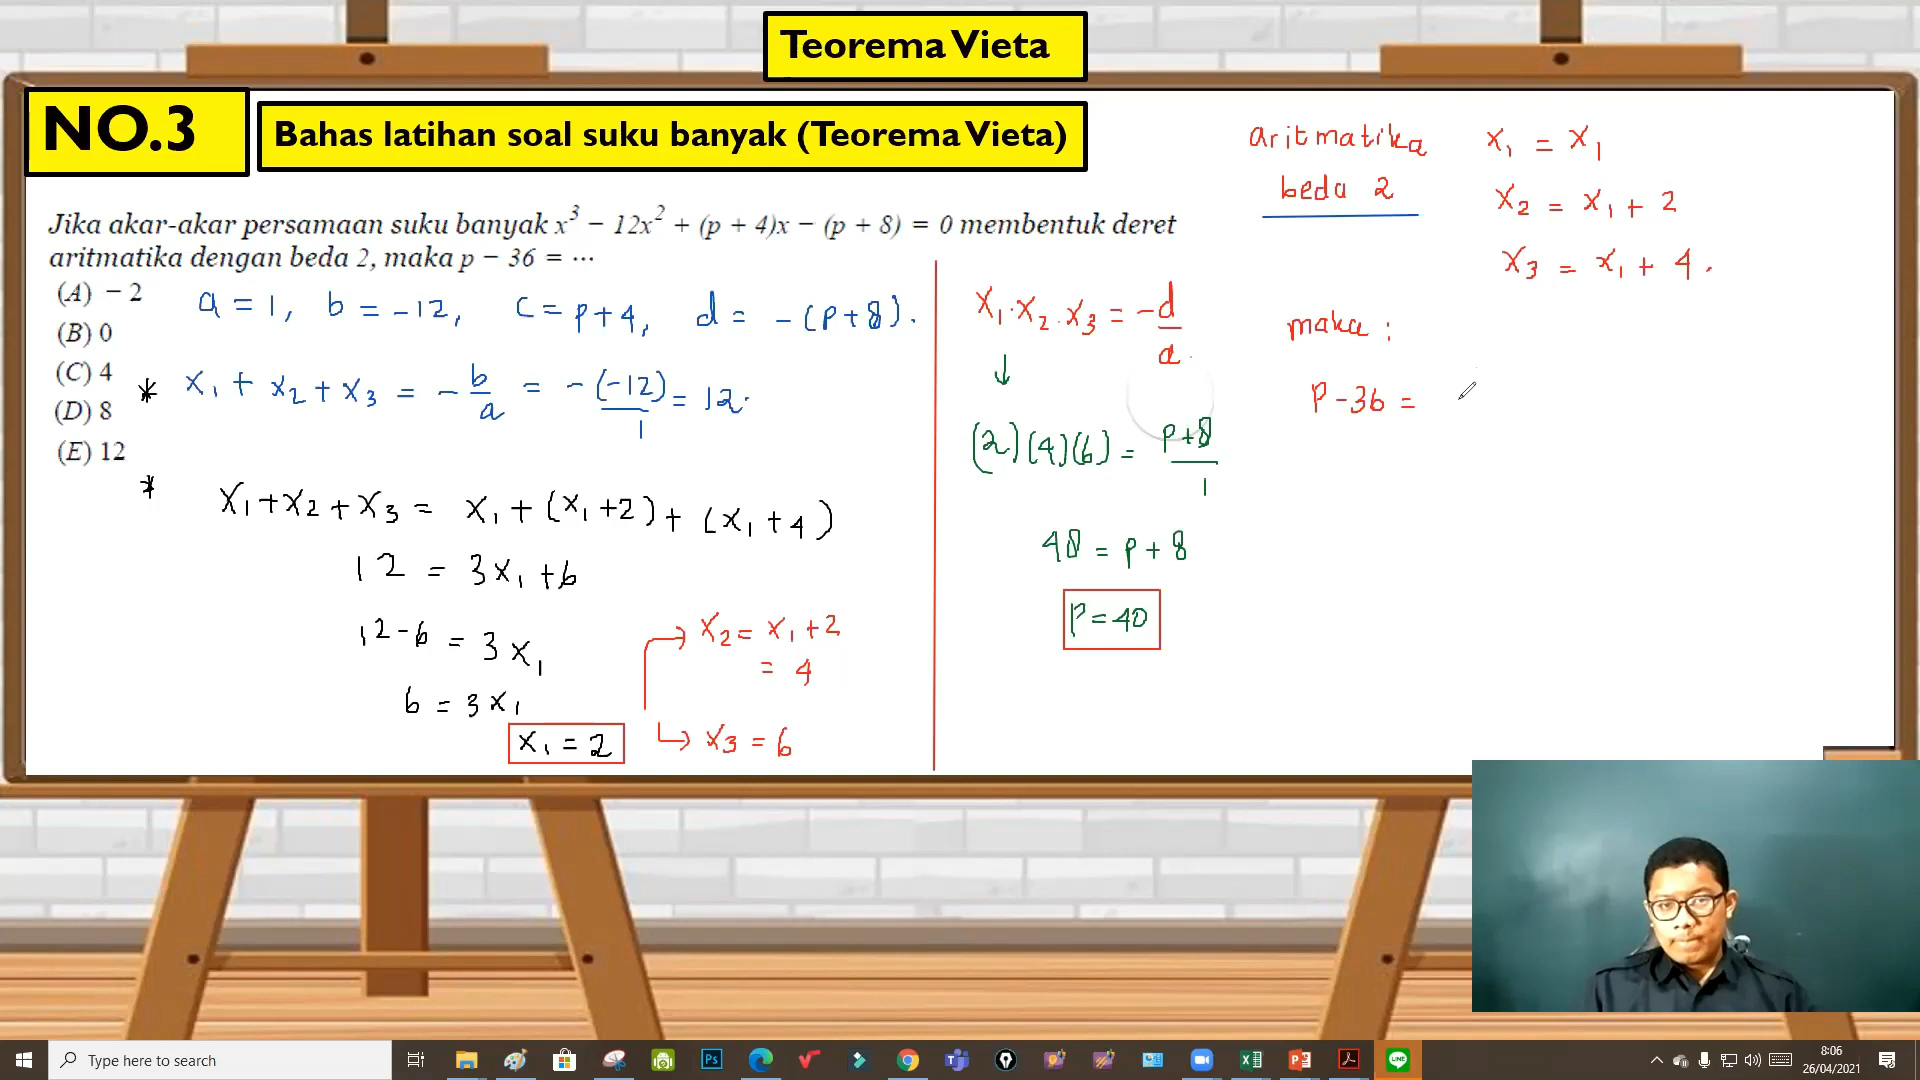 Teorema Vieta
NO.3
Bahas latihan soal suku banyak (Teorema Vieta)
Jika akar-akar persamaan suku banyak x³ − 12x² + (p + 4)x − (p + 8) = 0 membentuk deret
aritmatika dengan beda 2, maka p − 36 = ⋯
(A) − 2
(B) 0
(C) 4
(D) 8
(E) 12
a = 1, b = -12, c = p+4, d = -(p+8).
* x₁ + x₂ + x₃ = - b/a = - (-12)/1 = 12.
* x₁+x₂+x₃ = x₁+(x₁+2)+(x₁+4)
12 = 3x₁+6
12-6 = 3x₁
6 = 3x₁
x₁ = 2
x₂ = x₁+2
= 4
x₃ = 6
x₁.x₂.x₃ = -d/a
↓
(2)(4)(6) = p+8/1
48 = p+8
P=40
aritmatika
beda 2
x₁ = x₁
x₂ = x₁+2
x₃ = x₁+4.
maka :
P-36 =
Type here to search
8:06
26/04/2021